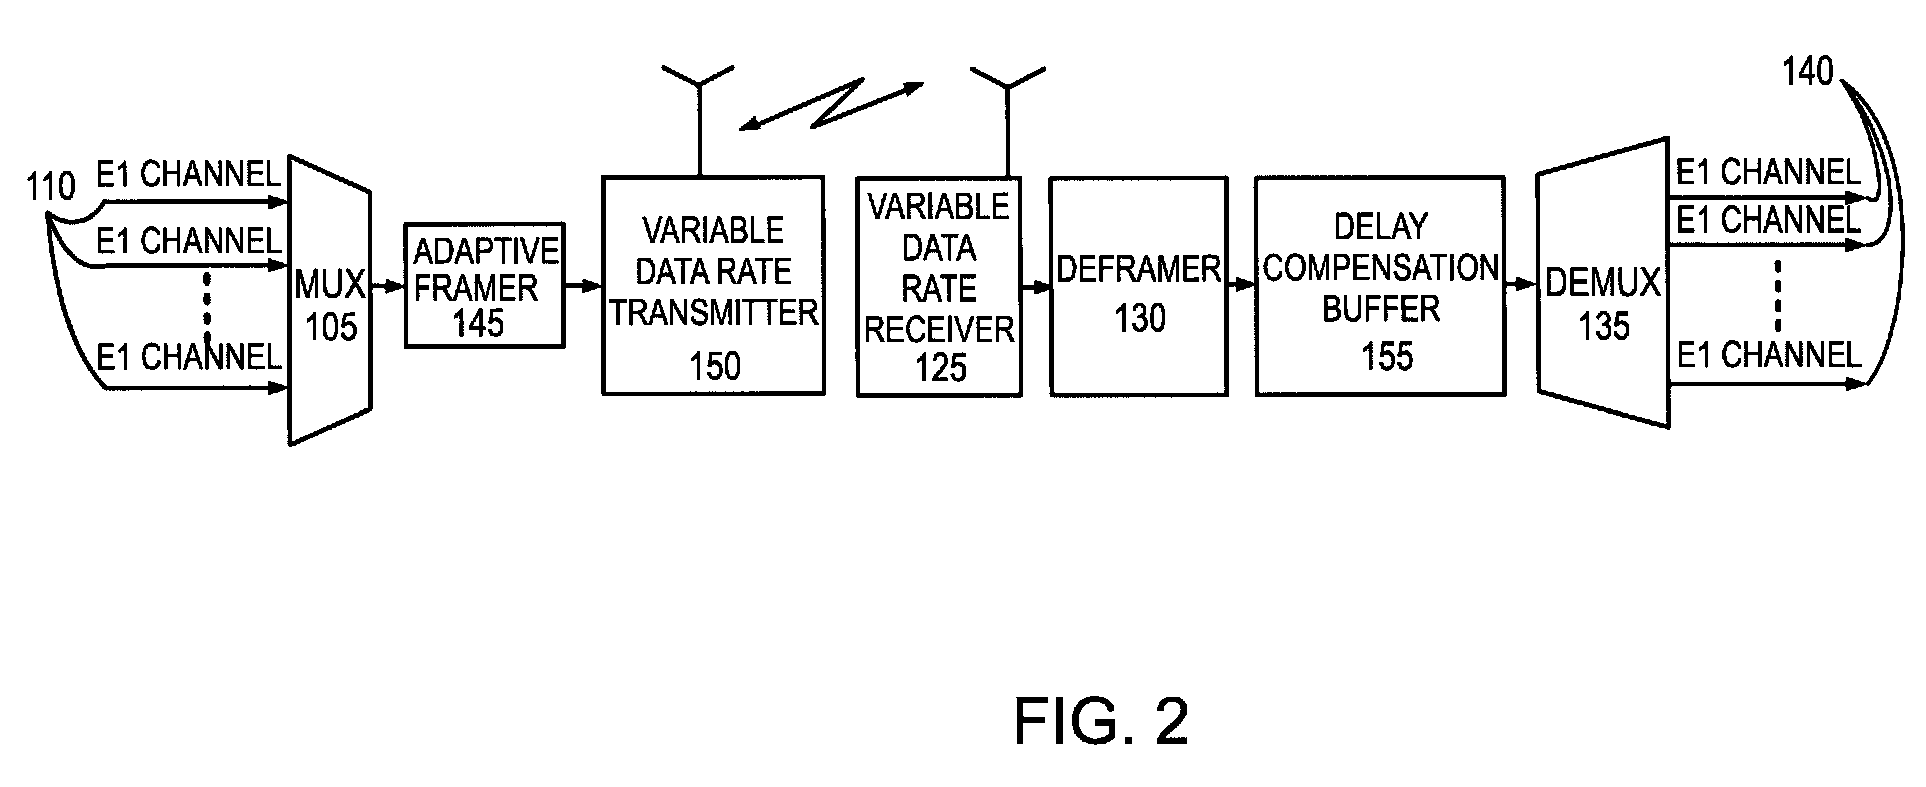 110
E1 CHANNEL
E1 CHANNEL
E1 CHANNEL
MUX
105
ADAPTIVE
FRAMER
145
VARIABLE
DATA RATE
TRANSMITTER
150
VARIABLE
DATA
RATE
RECEIVER
125
DEFRAMER
130
DELAY
COMPENSATION
BUFFER
155
DEMUX
135
140
E1 CHANNEL
E1 CHANNEL
E1 CHANNEL
FIG. 2